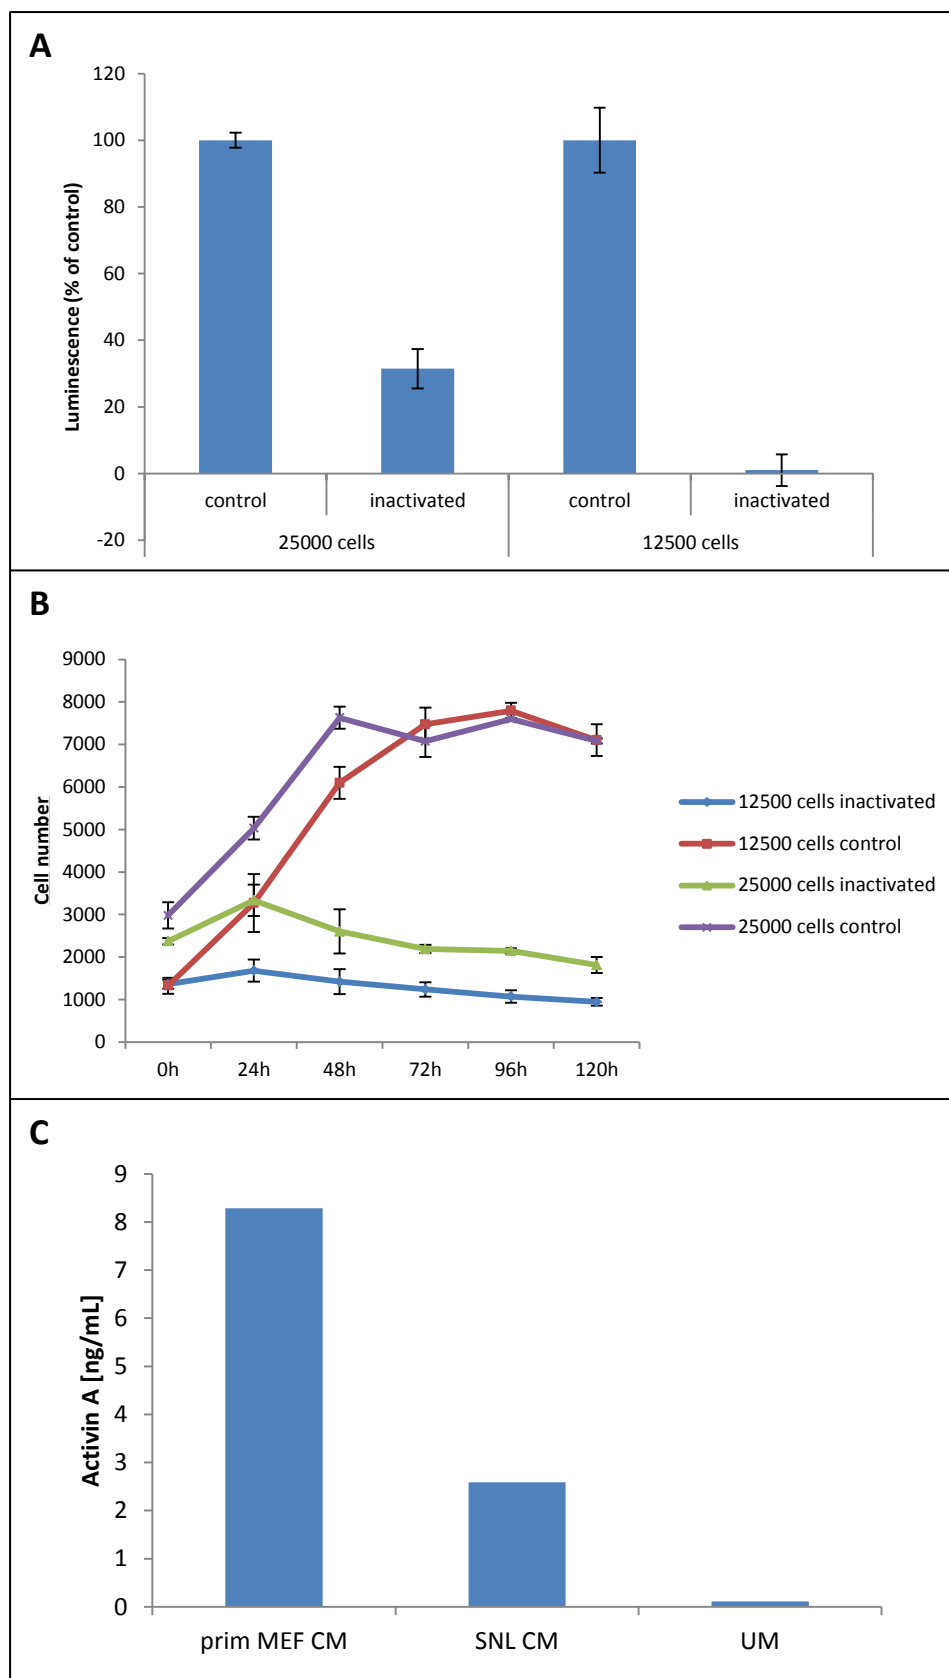 A
Luminescence (% of control)
120
100
80
60
40
20
0
-20
control
inactivated
control
inactivated
25000 cells
12500 cells
B
Cell number
9000
8000
7000
6000
5000
4000
3000
2000
1000
0
0h
24h
48h
72h
96h
120h
12500 cells inactivated
12500 cells control
25000 cells inactivated
25000 cells control
C
Activin A [ng/mL]
9
8
7
6
5
4
3
2
1
0
prim MEF CM
SNL CM
UM